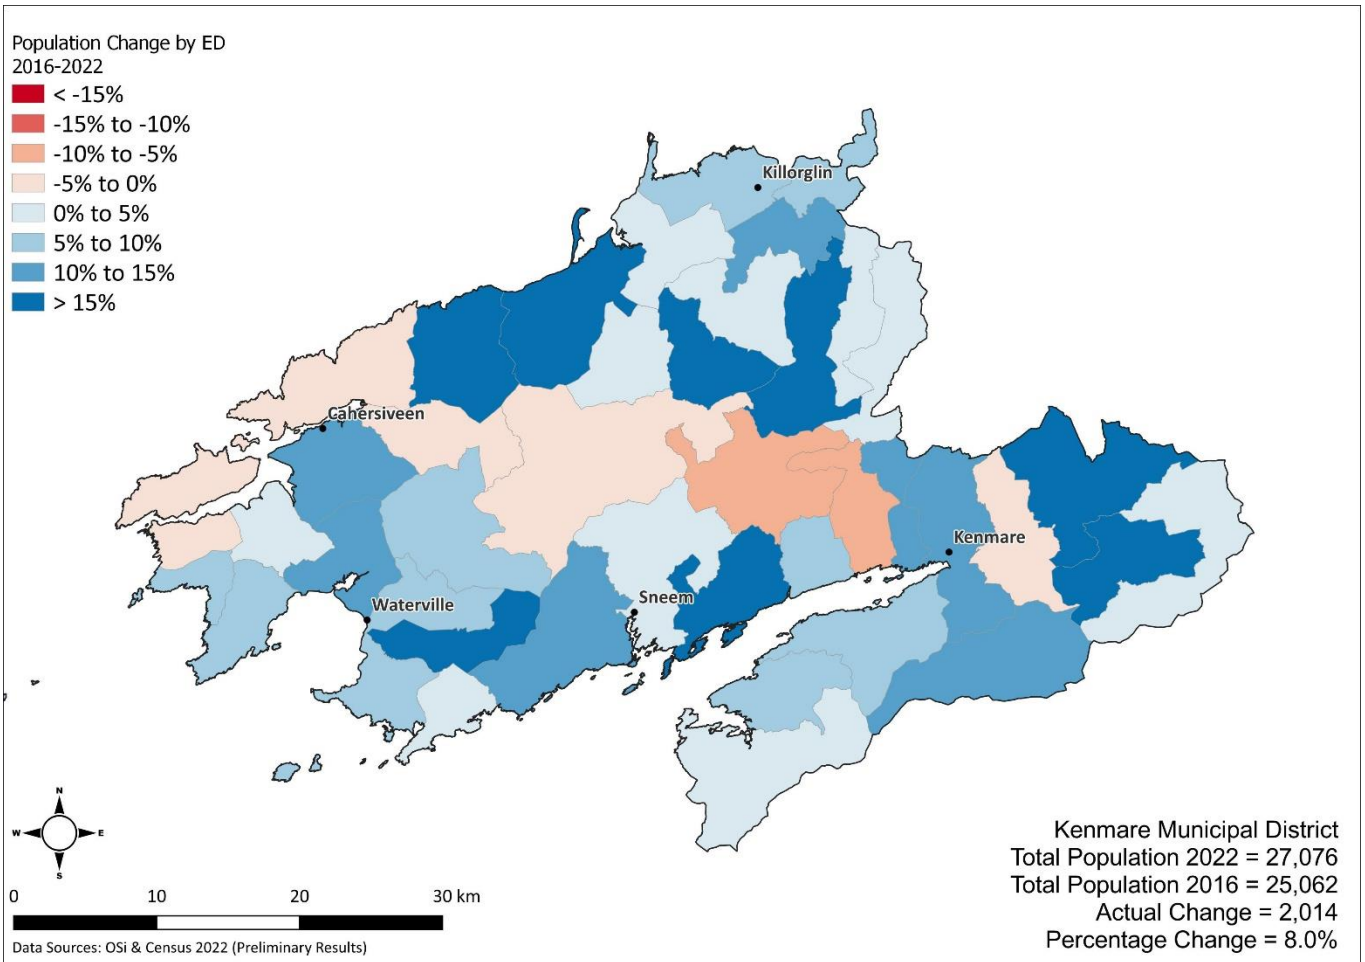 Population Change by ED
2016-2022
< -15%
-15% to -10%
-10% to -5%
-5% to 0%
0% to 5%
5% to 10%
10% to 15%
> 15%
Killorglin
Cahersiveen
Kenmare
Sneem
Waterville
N
W E
S
0 10 20 30 km
Data Sources: OSi & Census 2022 (Preliminary Results)
Kenmare Municipal District
Total Population 2022 = 27,076
Total Population 2016 = 25,062
Actual Change = 2,014
Percentage Change = 8.0%